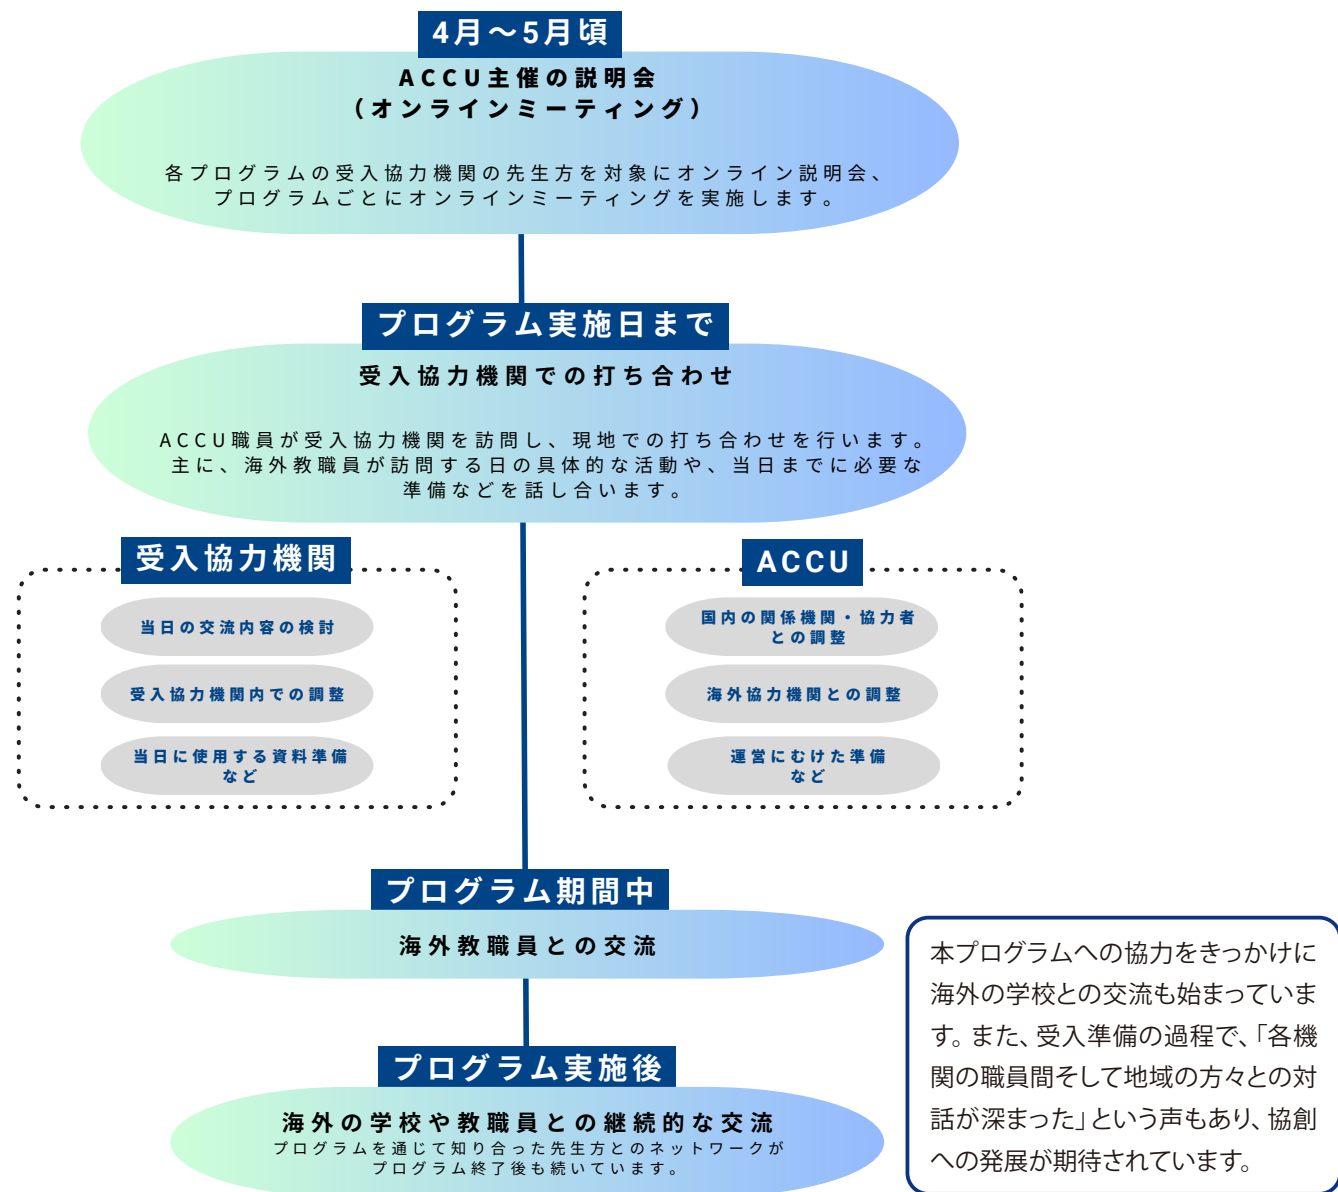 4月～5月頃
ACCU主催の説明会
（オンラインミーティング）
各プログラムの受入協力機関の先生方を対象にオンライン説明会、
プログラムごとにオンラインミーティングを実施します。
プログラム実施日まで
受入協力機関での打ち合わせ
ACCU職員が受入協力機関を訪問し、現地での打ち合わせを行います。
主に、海外教職員が訪問する日の具体的な活動や、当日までに必要な
準備などを話し合います。
受入協力機関
当日の交流内容の検討
受入協力機関内での調整
当日に使用する資料準備
など
ACCU
国内の関係機関・協力者
との調整
海外協力機関との調整
運営にむけた準備
など
プログラム期間中
海外教職員との交流
プログラム実施後
海外の学校や教職員との継続的な交流
プログラムを通じて知り合った先生方とのネットワークが
プログラム終了後も続いています。
本プログラムへの協力をきっかけに
海外の学校との交流も始まっていま
す。また、受入準備の過程で、「各機
関の職員間そして地域の方々との対
話が深まった」という声もあり、協創
への発展が期待されています。